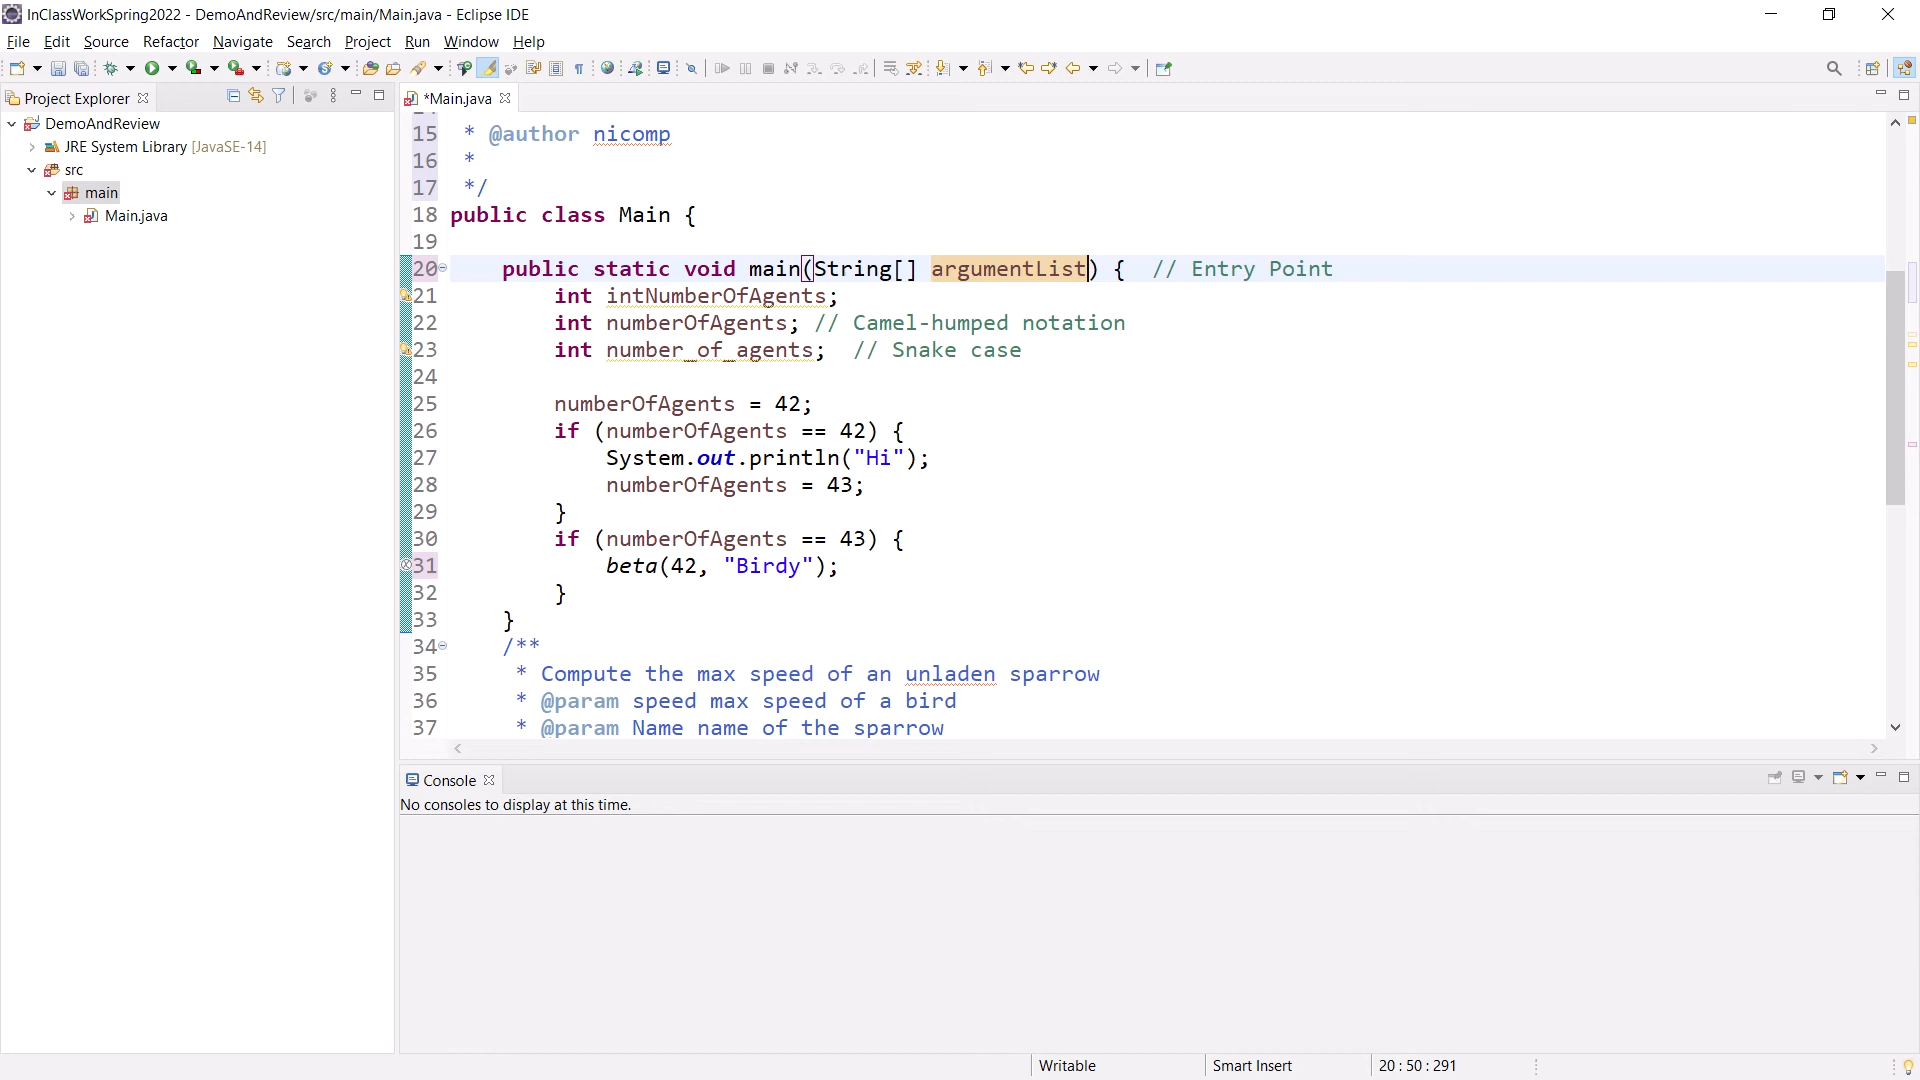 InClassWorkSpring2022 - DemoAndReview/src/main/Main.java - Eclipse IDE
File Edit Source Refactor Navigate Search Project Run Window Help
Project Explorer
*Main.java
DemoAndReview
JRE System Library [JavaSE-14]
src
main
Main.java
15 * @author nicomp
16 *
17 */
18 public class Main {
19
20 public static void main(String[] argumentList) { // Entry Point
21 int intNumberOfAgents;
22 int numberOfAgents; // Camel-humped notation
23 int number_of_agents; // Snake case
24
25 numberOfAgents = 42;
26 if (numberOfAgents == 42) {
27 System.out.println("Hi");
28 numberOfAgents = 43;
29 }
30 if (numberOfAgents == 43) {
31 beta(42, "Birdy");
32 }
33 }
34 /**
35 * Compute the max speed of an unladen sparrow
36 * @param speed max speed of a bird
37 * @param Name name of the sparrow
Console
No consoles to display at this time.
Writable Smart Insert 20 : 50 : 291